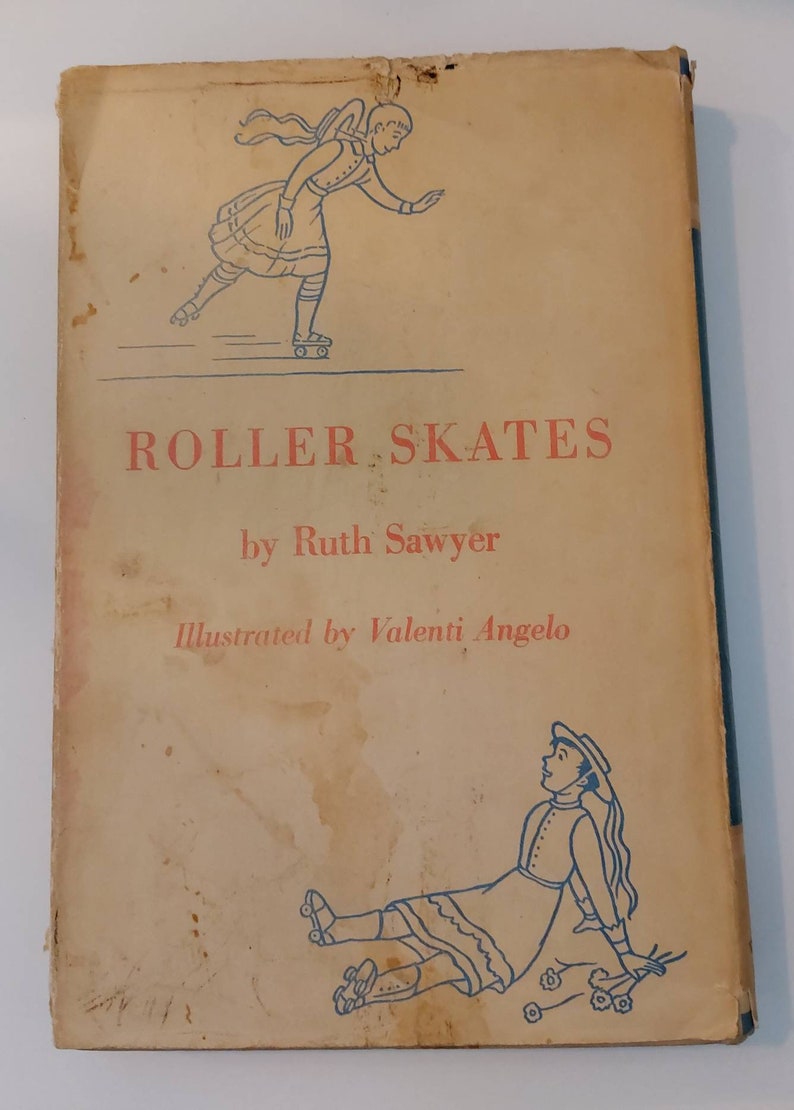 ROLLER SKATES
by Ruth Sawyer
Illustrated by Valenti Angelo